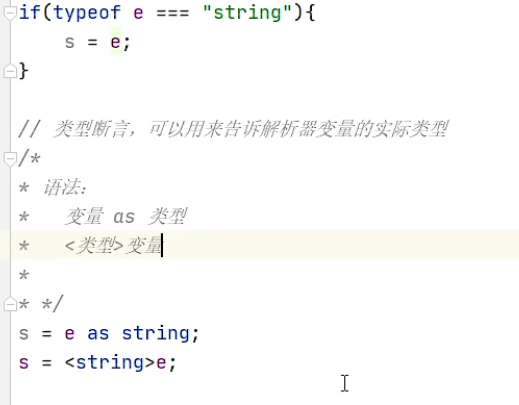 if(typeof e === "string"){
    s = e;
}
// 类型断言，可以用来告诉解析器变量的实际类型
/*
* 语法：
*   变量 as 类型
*   <类型>变量
*
* */
s = e as string;
s = <string>e;